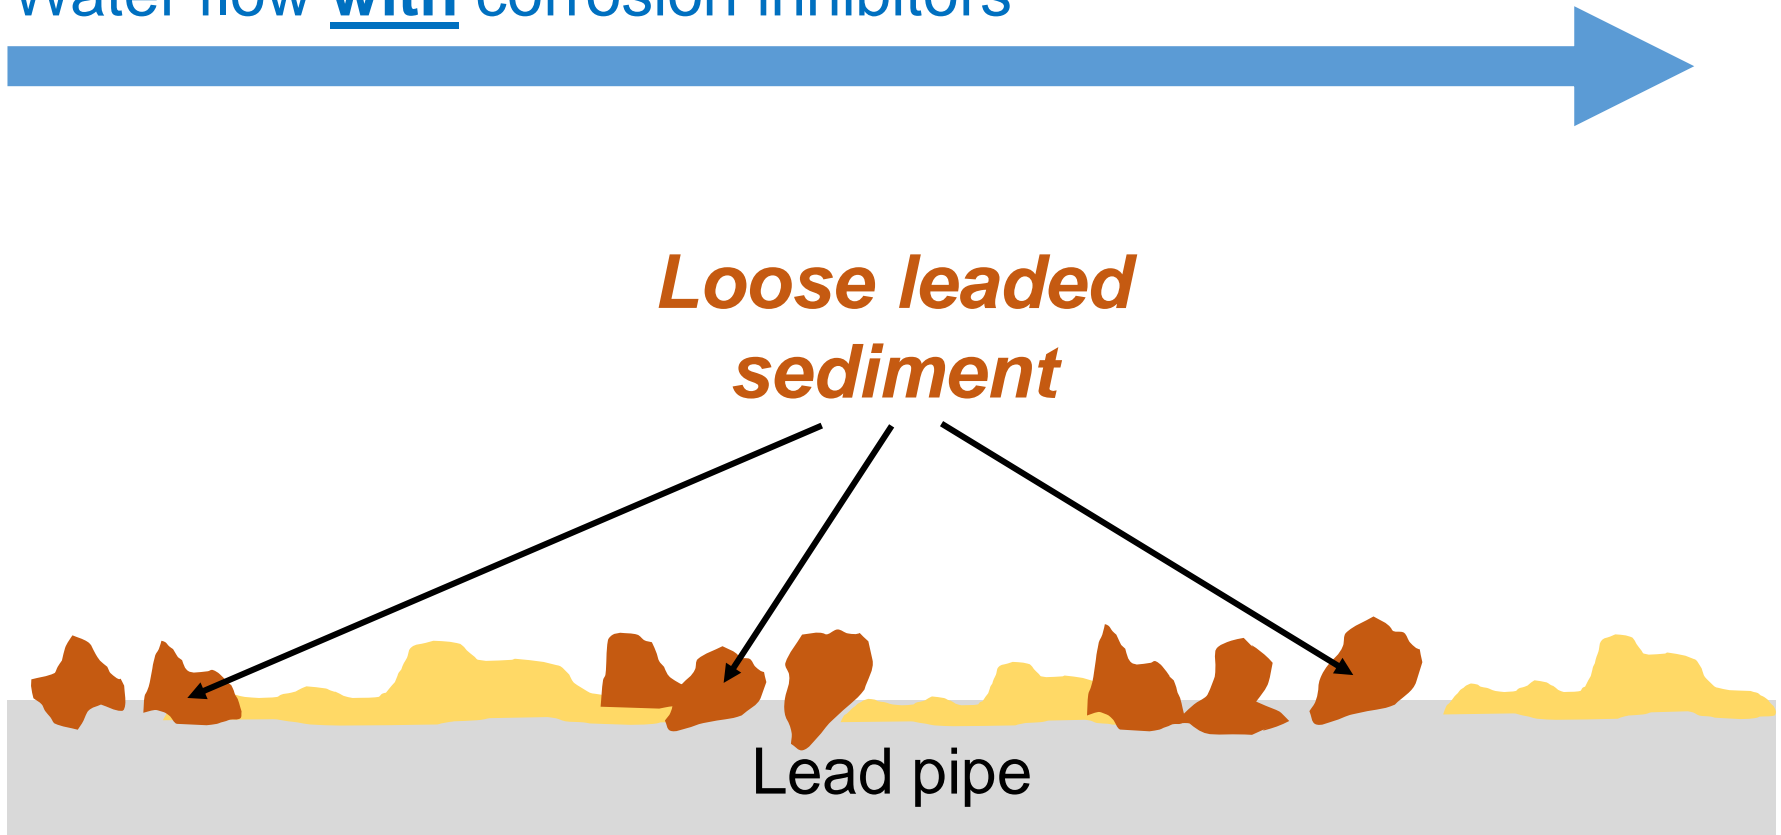 Water flow with corrosion inhibitors
Loose leaded
sediment
Lead pipe